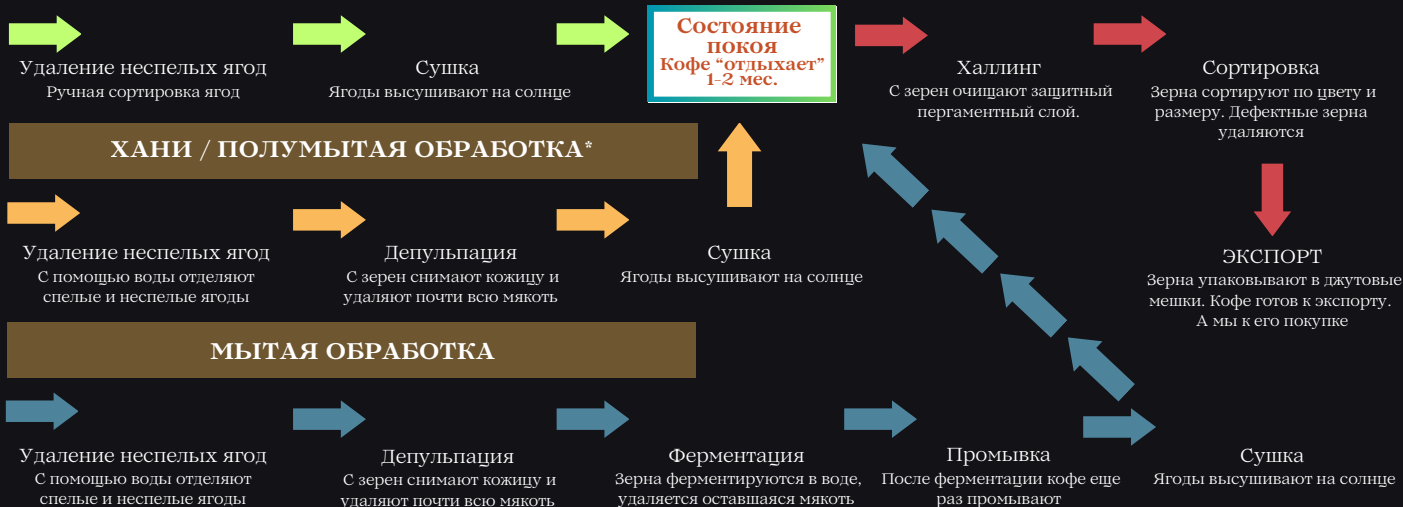 Удаление неспелых ягод
Ручная сортировка ягод
Сушка
Ягоды высушивают на солнце
Состояние
покоя
Кофе “отдыхает”
1-2 мес.
Халлинг
С зерен очищают защитный
пергаментный слой.
Сортировка
Зерна сортируют по цвету и
размеру. Дефектные зерна
удаляются
ХАНИ / ПОЛУМЫТАЯ ОБРАБОТКА*
Удаление неспелых ягод
С помощью воды отделяют
спелые и неспелые ягоды
Депульпация
С зерен снимают кожицу и
удаляют почти всю мякоть
Сушка
Ягоды высушивают на солнце
ЭКСПОРТ
Зерна упаковывают в джутовые
мешки. Кофе готов к экспорту.
А мы к его покупке
МЫТАЯ ОБРАБОТКА
Удаление неспелых ягод
С помощью воды отделяют
спелые и неспелые ягоды
Депульпация
С зерен снимают кожицу и
удаляют почти всю мякоть
Ферментация
Зерна ферментируются в воде,
удаляется оставшаяся мякоть
Промывка
После ферментации кофе еще
раз промывают
Сушка
Ягоды высушивают на солнце